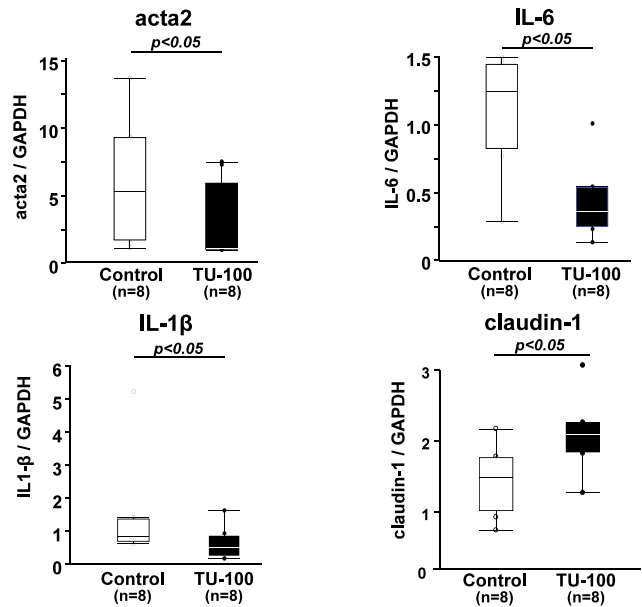 acta2
p<0.05
acta2 / GAPDH
15
10
5
0
Control
(n=8)
TU-100
(n=8)
IL-6
p<0.05
IL-6 / GAPDH
1.5
1.0
0.5
0
Control
(n=8)
TU-100
(n=8)
IL-1β
p<0.05
IL1-β / GAPDH
6
5
4
3
2
1
0
Control
(n=8)
TU-100
(n=8)
claudin-1
p<0.05
claudin-1 / GAPDH
3
2
1
0
Control
(n=8)
TU-100
(n=8)